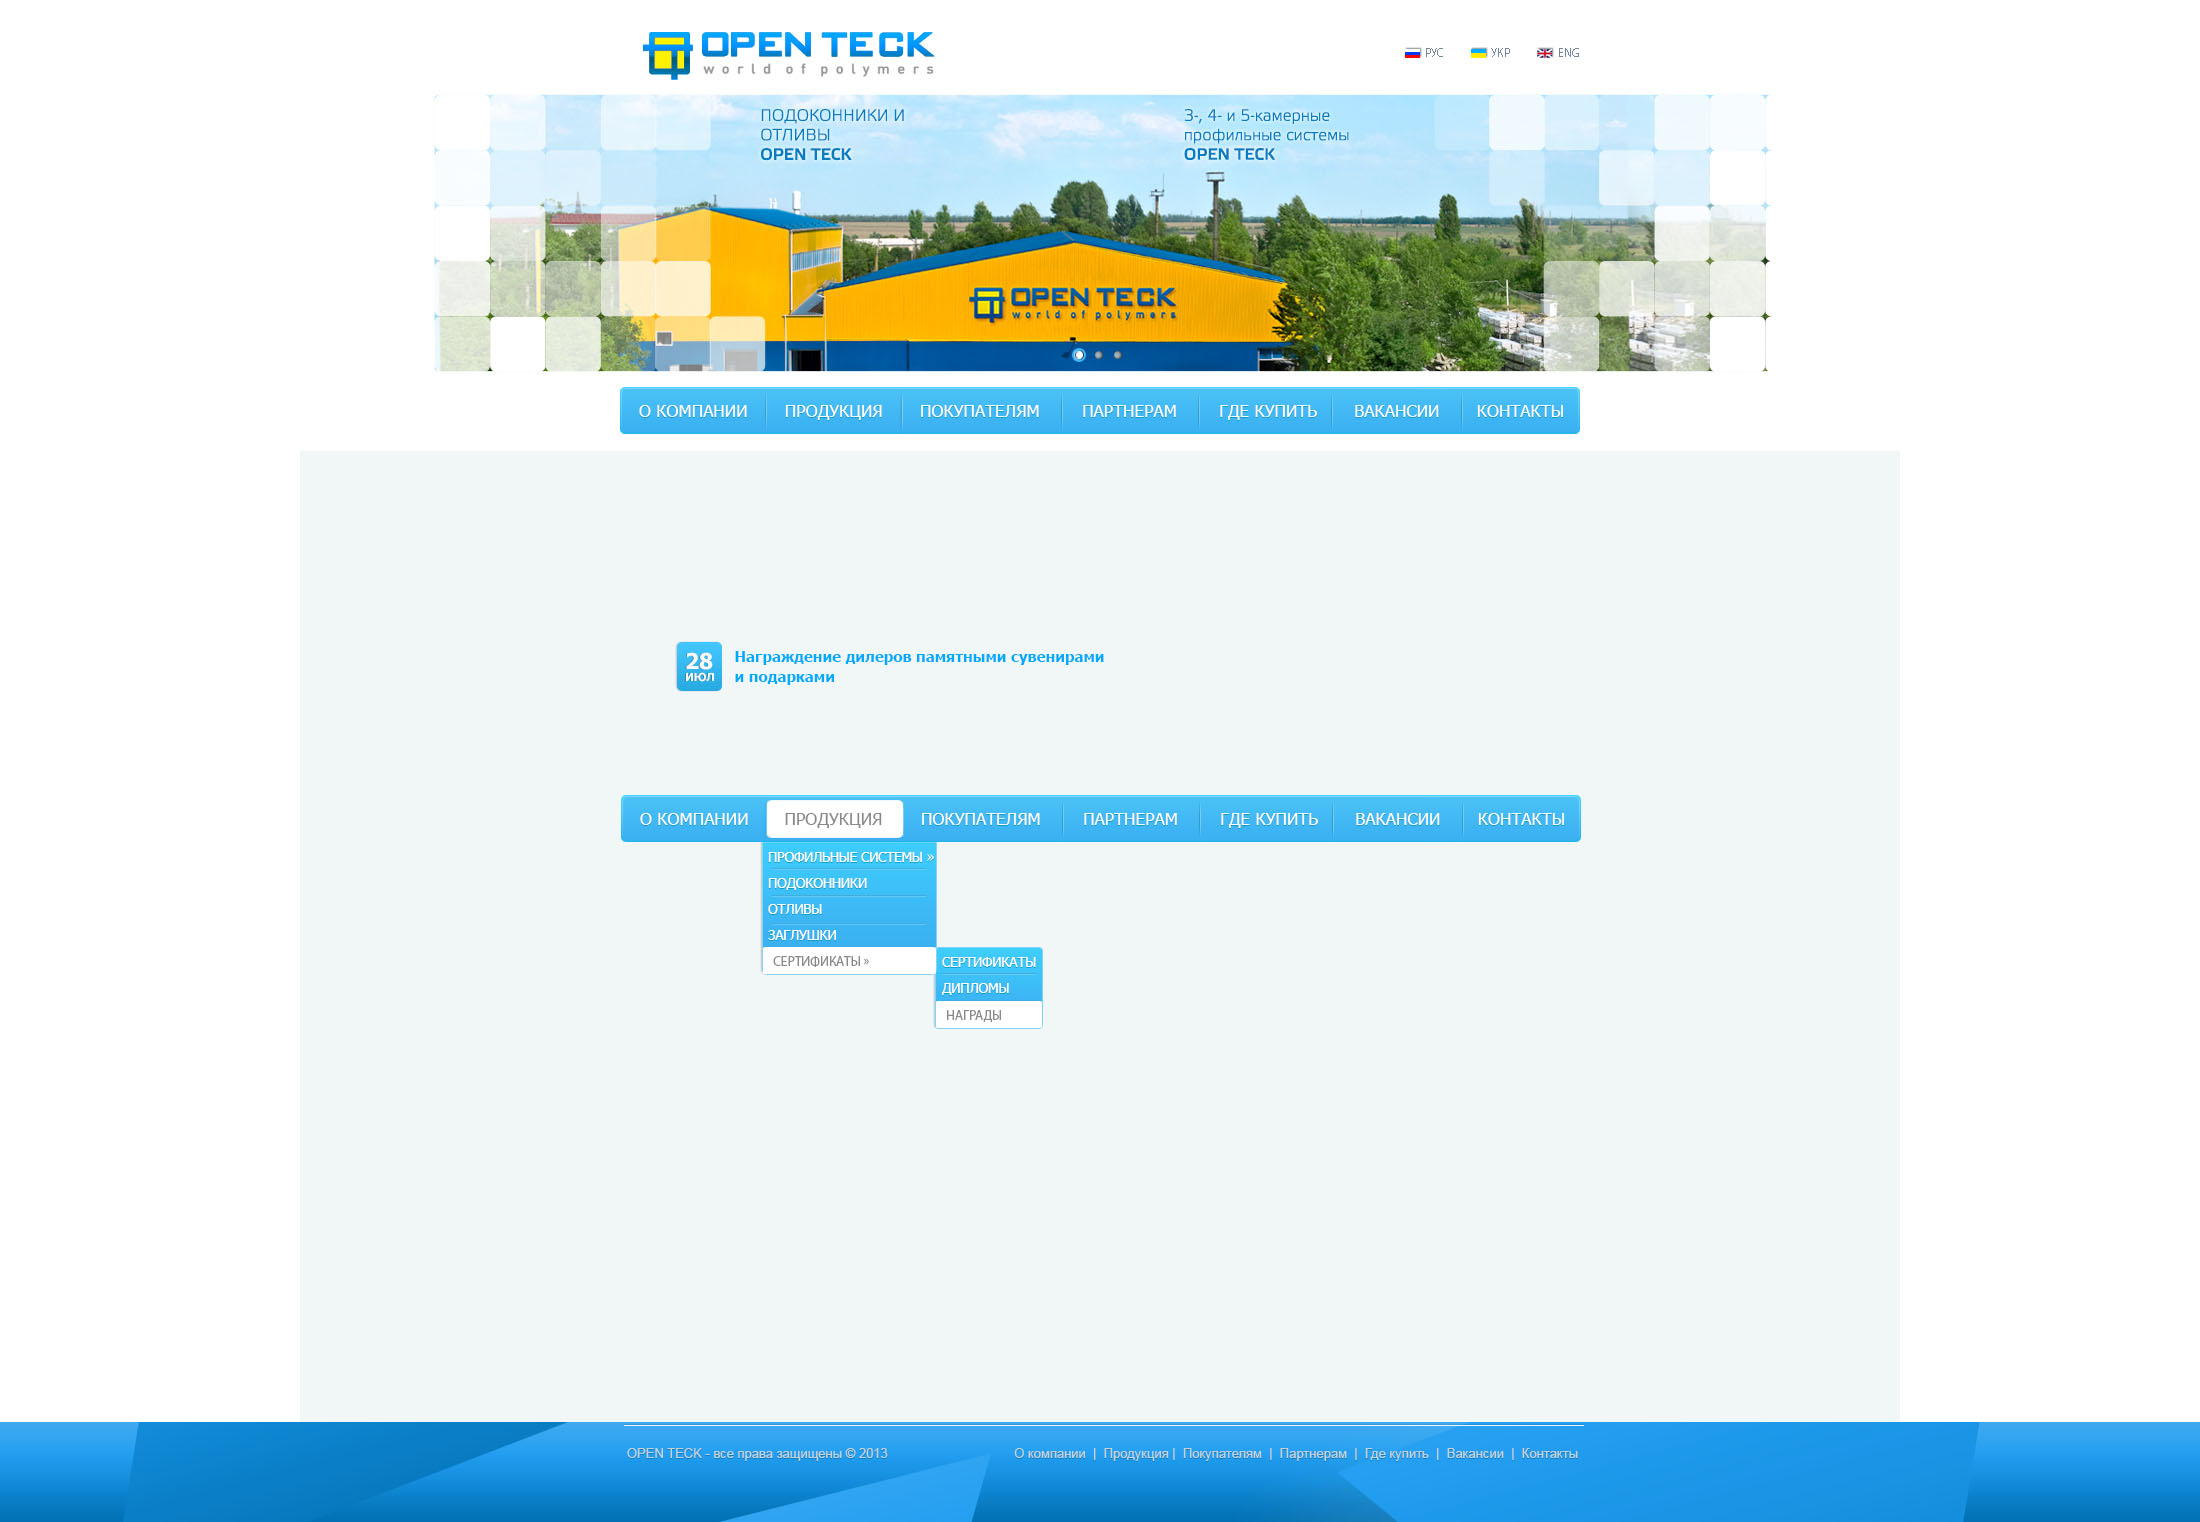 OPEN TECK
world of polymers
РУС УКР ENG
ПОДОКОННИКИ И
ОТЛИВЫ
OPEN TECK
3-, 4- и 5-камерные
профильные системы
OPEN TECK
OPEN TECK
world of polymers
О КОМПАНИИ ПРОДУКЦИЯ ПОКУПАТЕЛЯМ ПАРТНЕРАМ ГДЕ КУПИТЬ ВАКАНСИИ КОНТАКТЫ
28
ИЮЛ
Награждение дилеров памятными сувенирами
и подарками
О КОМПАНИИ ПРОДУКЦИЯ ПОКУПАТЕЛЯМ ПАРТНЕРАМ ГДЕ КУПИТЬ ВАКАНСИИ КОНТАКТЫ
ПРОФИЛЬНЫЕ СИСТЕМЫ »
ПОДОКОННИКИ
ОТЛИВЫ
ЗАГЛУШКИ
СЕРТИФИКАТЫ »
СЕРТИФИКАТЫ
ДИПЛОМЫ
НАГРАДЫ
OPEN TECK - все права защищены © 2013
О компании | Продукция | Покупателям | Партнерам | Где купить | Вакансии | Контакты